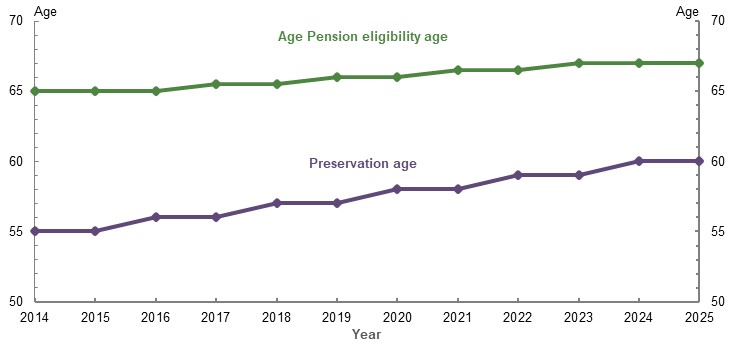 Age Age
70 70
Age Pension eligibility age
65 65
Preservation age
60 60
55 55
50 50
2014 2015 2016 2017 2018 2019 2020 2021 2022 2023 2024 2025
Year